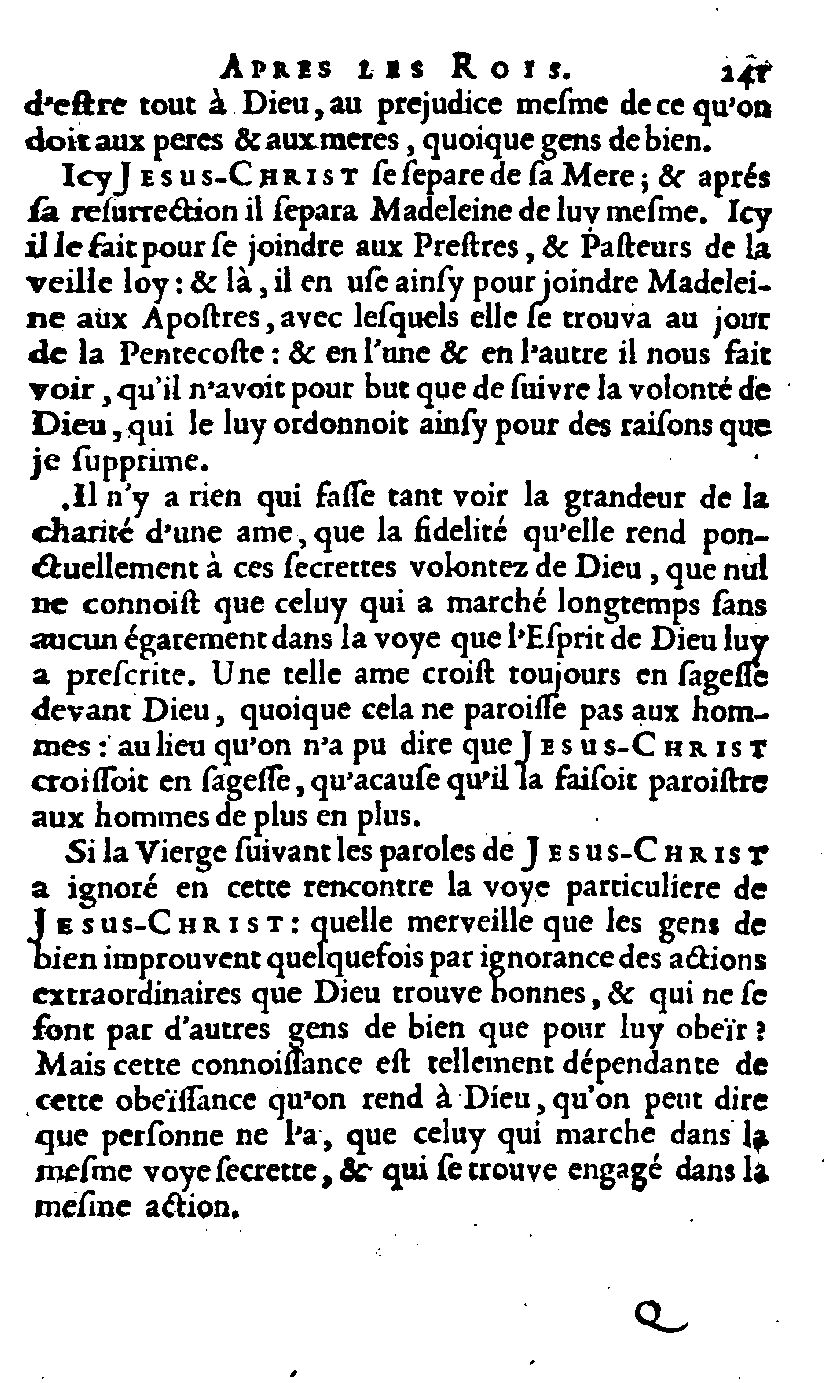 APRES LES ROIS. 241
d'eſtre tout à Dieu, au prejudice meſme de ce qu'on
doit aux peres & aux meres, quoique gens de bien.
Icy JESUS-CHRIST ſe ſepare de ſa Mere; & aprés
ſa reſurrection il ſepara Madeleine de luy meſme. Icy
il le fait pour ſe joindre aux Preſtres, & Paſteurs de la
veille loy: & là, il en uſe ainſy pour joindre Madelei-
ne aux Apoſtres, avec leſquels elle ſe trouva au jour
de la Pentecoſte: & en l'une & en l'autre il nous fait
voir, qu'il n'avoit pour but que de ſuivre la volonté de
Dieu, qui le luy ordonnoit ainſy pour des raiſons que
je ſupprime.
Il n'y a rien qui faſſe tant voir la grandeur de la
charité d'une ame, que la fidelité qu'elle rend pon-
ctuellement à ces ſecrettes volontez de Dieu, que nul
ne connoiſt que celuy qui a marché longtemps ſans
aucun égarement dans la voye que l'Eſprit de Dieu luy
a preſcrite. Une telle ame croiſt toujours en ſageſſe
devant Dieu, quoique cela ne paroiſſe pas aux hom-
mes: au lieu qu'on n'a pu dire que JESUS-CHRIST
croiſſoit en ſageſſe, qu'acauſe qu'il la faiſoit paroiſtre
aux hommes de plus en plus.
Si la Vierge ſuivant les paroles de JESUS-CHRIST
a ignoré en cette rencontre la voye particuliere de
JESUS-CHRIST: quelle merveille que les gens de
bien improuvent quelquefois par ignorance des actions
extraordinaires que Dieu trouve bonnes, & qui ne ſe
font par d'autres gens de bien que pour luy obeïr?
Mais cette connoiſſance eſt tellement dépendante de
cette obeïſſance qu'on rend à Dieu, qu'on peut dire
que perſonne ne l'a, que celuy qui marche dans la
meſme voye ſecrette, & qui ſe trouve engagé dans la
meſme action.
Q